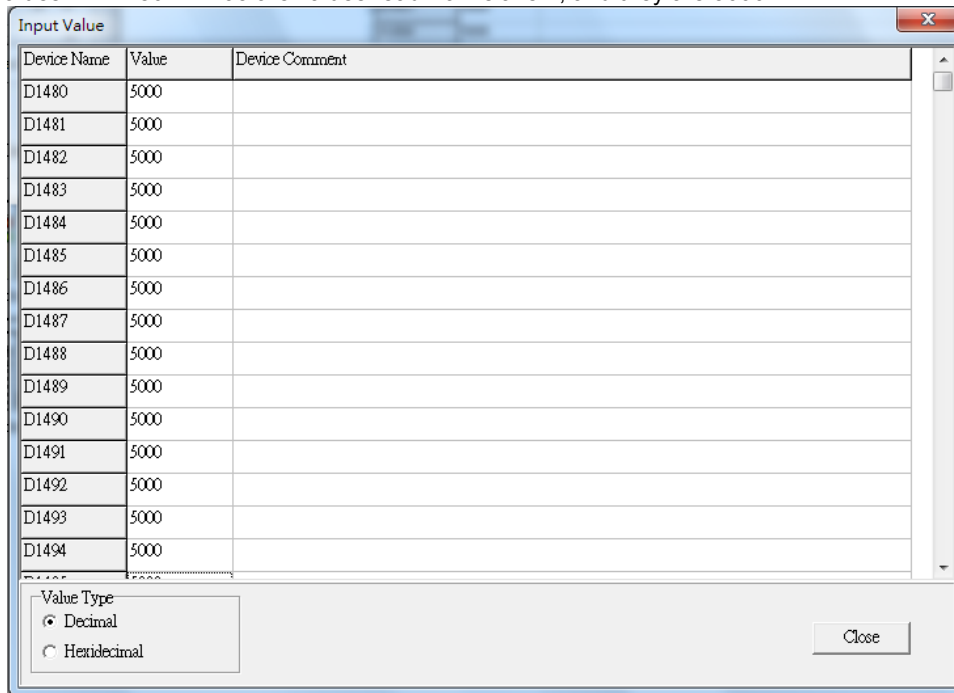 Input Value
Device Name Value Device Comment
D1480 5000
D1481 5000
D1482 5000
D1483 5000
D1484 5000
D1485 5000
D1486 5000
D1487 5000
D1488 5000
D1489 5000
D1490 5000
D1491 5000
D1492 5000
D1493 5000
D1494 5000
Value Type
Decimal
Hexidecimal
Close